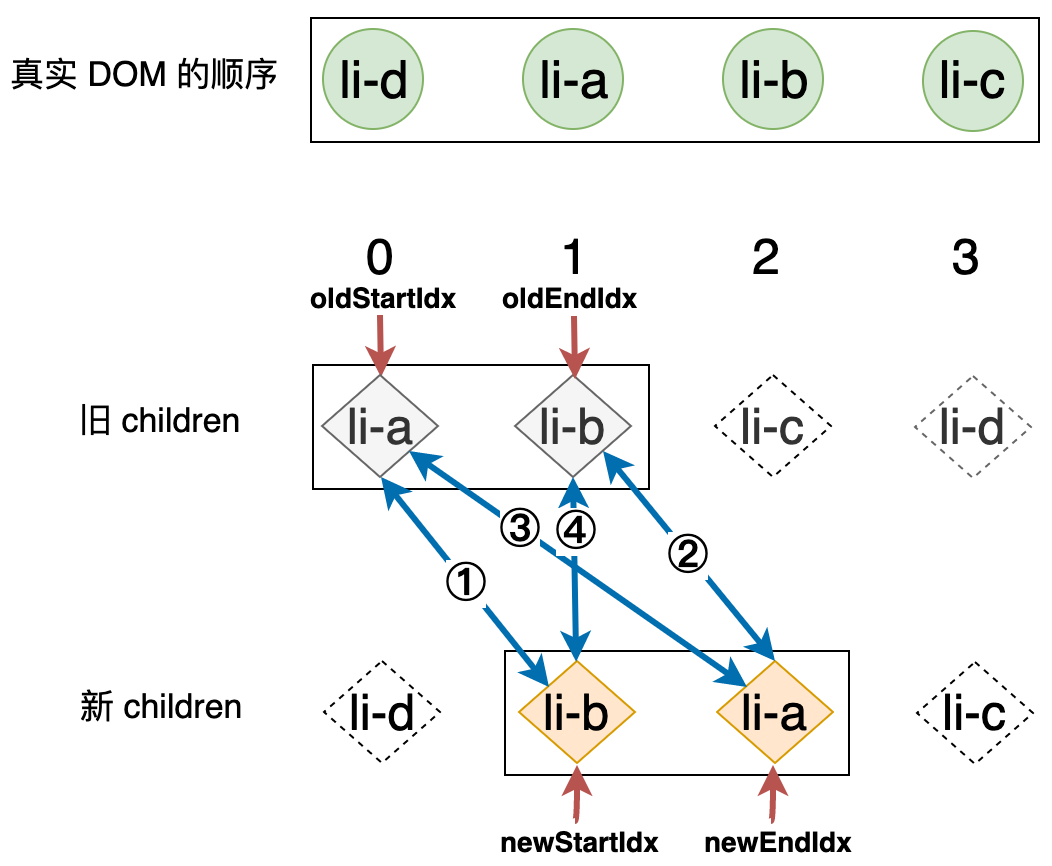 真实 DOM 的顺序 li-d li-a li-b li-c
0 1 2 3
oldStartIdx oldEndIdx
旧 children li-a li-b li-c li-d
③ ④
②
①
新 children li-d li-b li-a li-c
newStartIdx newEndIdx